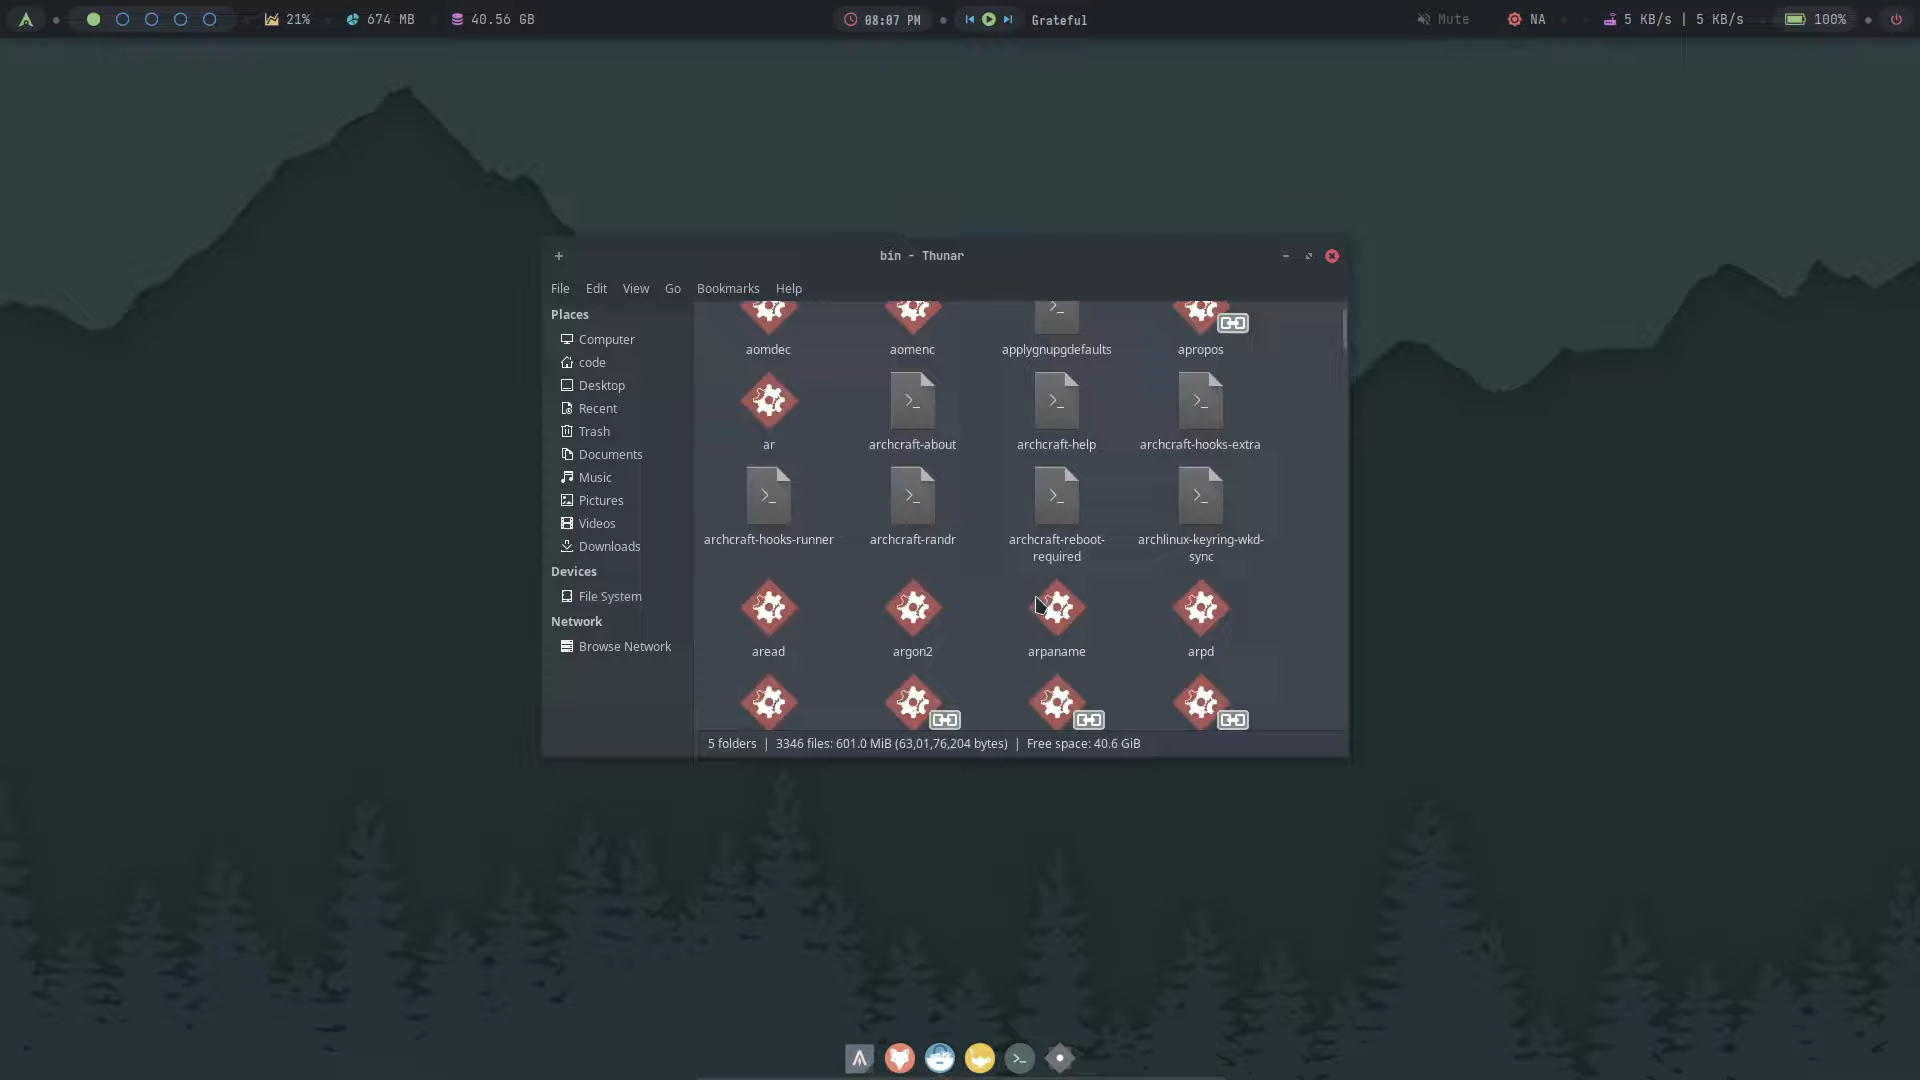 21% 674 MB 40.56 GB 08:07 PM Grateful Mute NA 5 KB/s | 5 KB/s 100%
bin - Thunar
File Edit View Go Bookmarks Help
Places
Computer
code
Desktop
Recent
Trash
Documents
Music
Pictures
Videos
Downloads
Devices
File System
Network
Browse Network
aomdec aomenc applygnupgdefaults apropos
ar archcraft-about archcraft-help archcraft-hooks-extra
archcraft-hooks-runner archcraft-randr archcraft-reboot- archlinux-keyring-wkd-
required sync
aread argon2 arpaname arpd
5 folders | 3346 files: 601.0 MiB (63,01,76,204 bytes) | Free space: 40.6 GiB